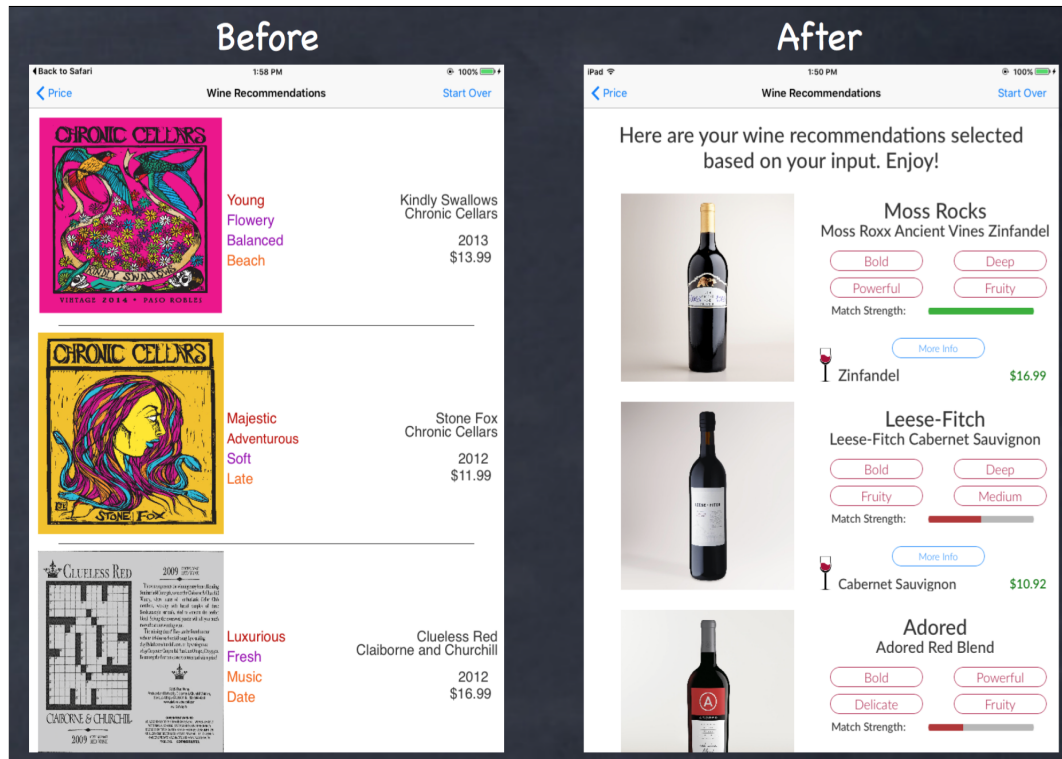 Before
Back to Safari
1:58 PM
100%
Price
Wine Recommendations
Start Over
CHRONIC CELLARS
KINDLY SWALLOWS
VINTAGE 2014 • PASO ROBLES
Young
Flowery
Balanced
Beach
Kindly Swallows
Chronic Cellars
2013
$13.99
CHRONIC CELLARS
STONE FOX
Majestic
Adventurous
Soft
Late
Stone Fox
Chronic Cellars
2012
$11.99
CLUELESS RED
2009
CLAIBORNE & CHURCHILL
2009
Luxurious
Fresh
Music
Date
Clueless Red
Claiborne and Churchill
2012
$16.99
After
iPad
1:50 PM
100%
Price
Wine Recommendations
Start Over
Here are your wine recommendations selected
based on your input. Enjoy!
Moss Rocks
Moss Roxx Ancient Vines Zinfandel
Bold
Deep
Powerful
Fruity
Match Strength:
More Info
Zinfandel
$16.99
LEESE-FITCH
Leese-Fitch
Leese-Fitch Cabernet Sauvignon
Bold
Deep
Fruity
Medium
Match Strength:
More Info
Cabernet Sauvignon
$10.92
A
ADORED
Adored
Adored Red Blend
Bold
Powerful
Delicate
Fruity
Match Strength: